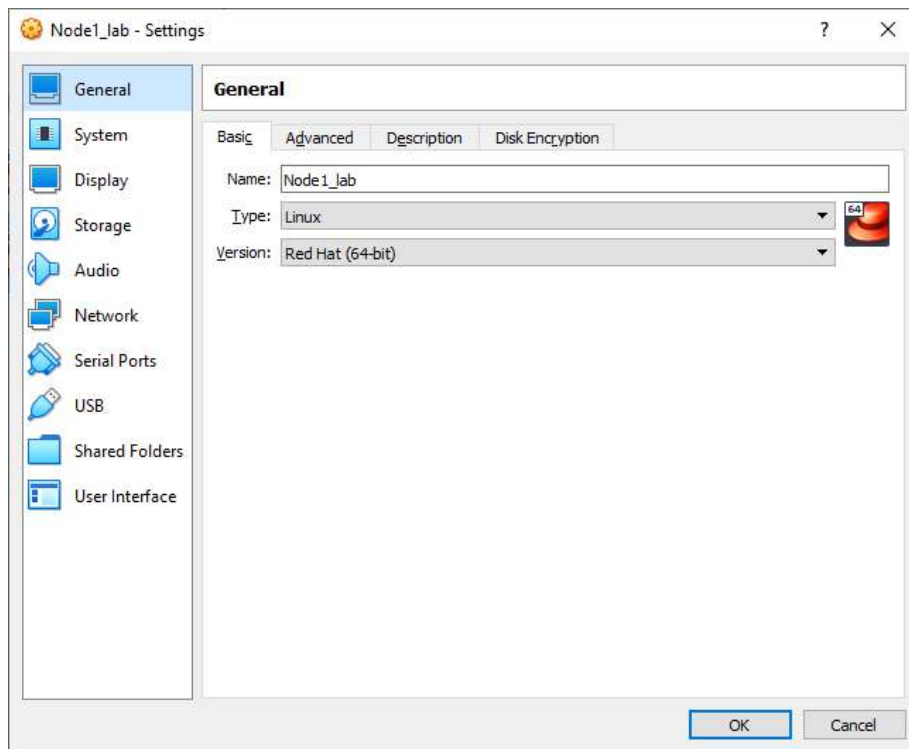 Node1_lab - Settings
?
General
System
Display
Storage
Audio
Network
Serial Ports
USB
Shared Folders
User Interface
General
Basic
Advanced
Description
Disk Encryption
Name: Node1_lab
Type: Linux
64
Version: Red Hat (64-bit)
OK
Cancel